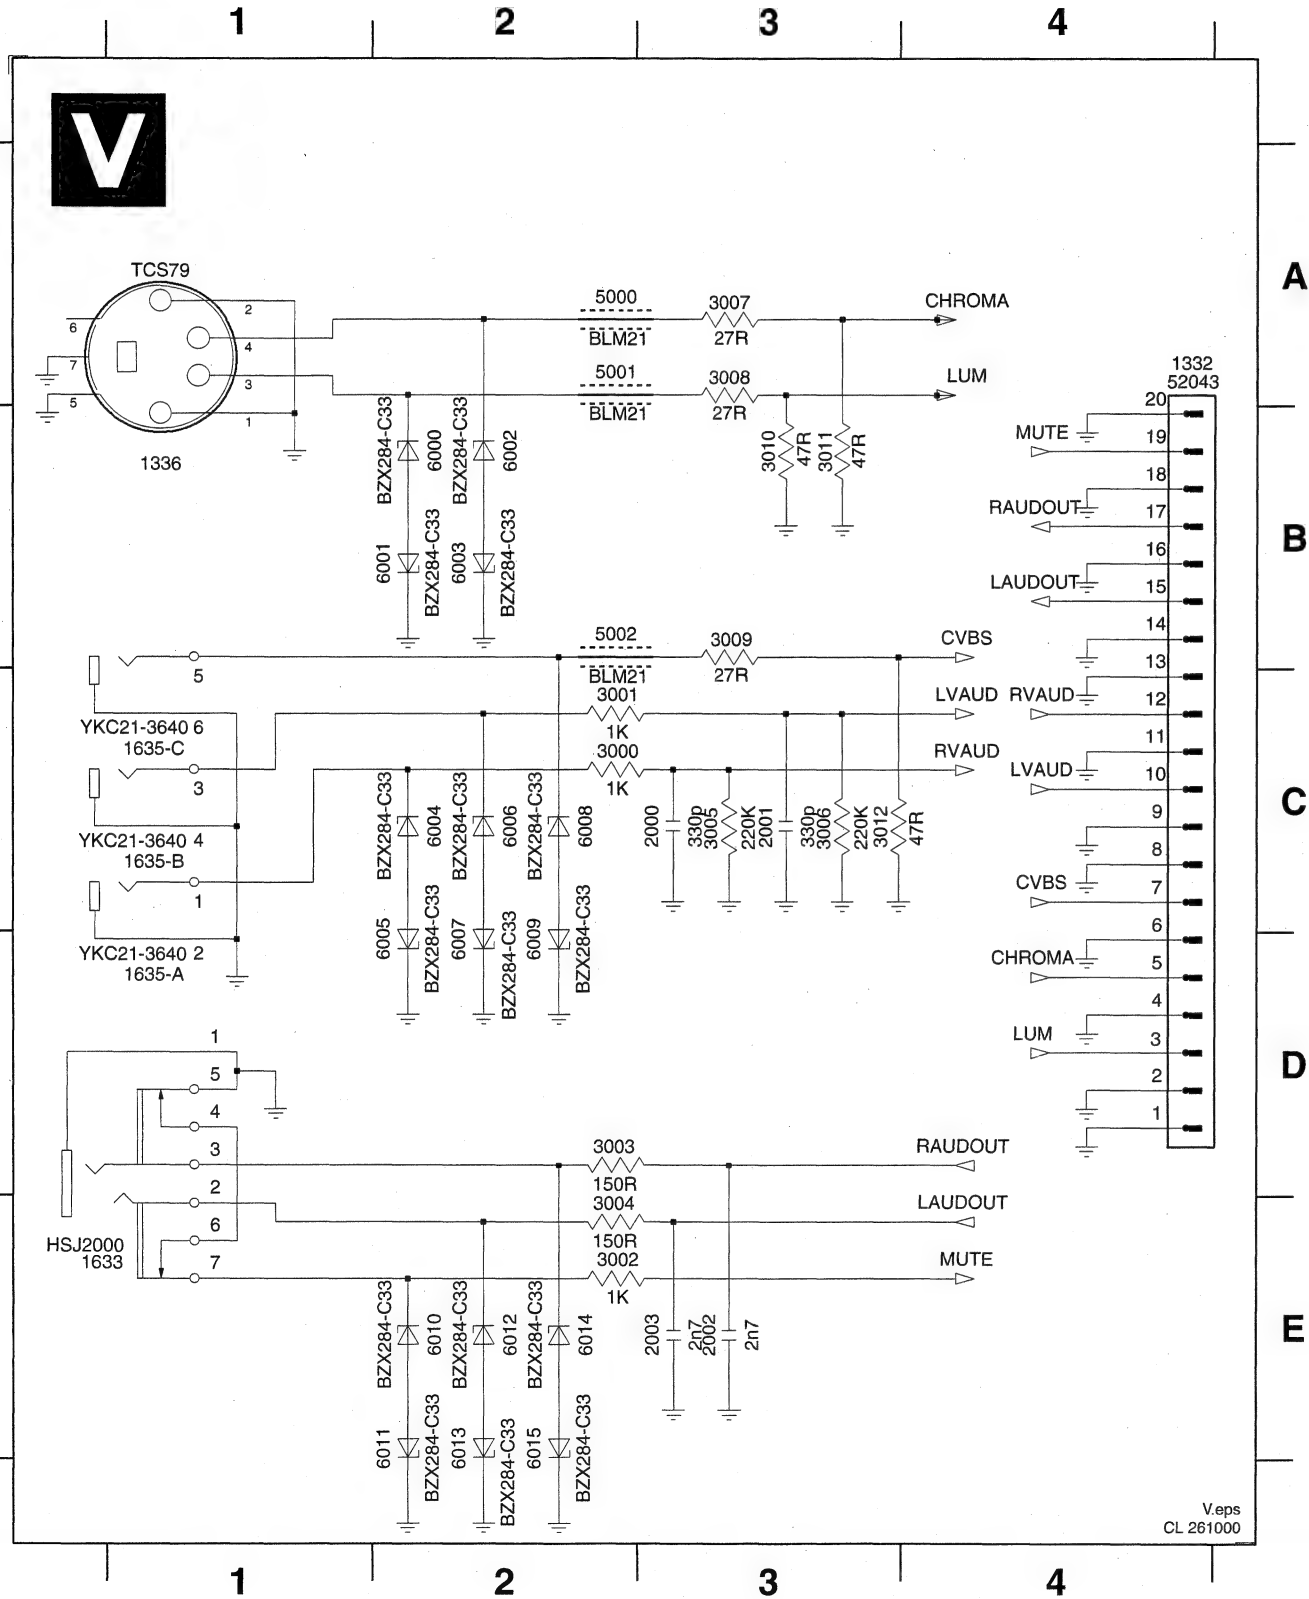 1
2
3
4
V
A
TCS79
2
6
4
7
3
5
1
1336
5000
BLM21
3007
27R
CHROMA
5001
BLM21
3008
27R
LUM
BZX284-C33
6000
BZX284-C33
6002
3010
47R
3011
47R
6001
BZX284-C33
6003
BZX284-C33
B
1332
52043
20
MUTE
19
18
RAUDOUT
17
16
LAUDOUT
15
14
13
RVAUD
12
11
LVAUD
10
9
8
CVBS
7
6
CHROMA
5
4
LUM
3
2
1
5
5002
BLM21
3009
27R
CVBS
YKC21-3640 6
1635-C
3001
1K
LVAUD
3
3000
1K
RVAUD
YKC21-3640 4
1635-B
1
YKC21-3640 2
1635-A
BZX284-C33
6004
BZX284-C33
6006
BZX284-C33
6008
2000
330p
3005
220K
2001
330p
3006
220K
3012
47R
C
6005
BZX284-C33
6007
BZX284-C33
6009
BZX284-C33
1
5
4
3
2
6
7
HSJ2000
1633
D
3003
150R
RAUDOUT
3004
150R
LAUDOUT
3002
1K
MUTE
BZX284-C33
6010
BZX284-C33
6012
BZX284-C33
6014
2003
2n7
2002
2n7
E
6011
BZX284-C33
6013
BZX284-C33
6015
BZX284-C33
V.eps
CL 261000
1
2
3
4